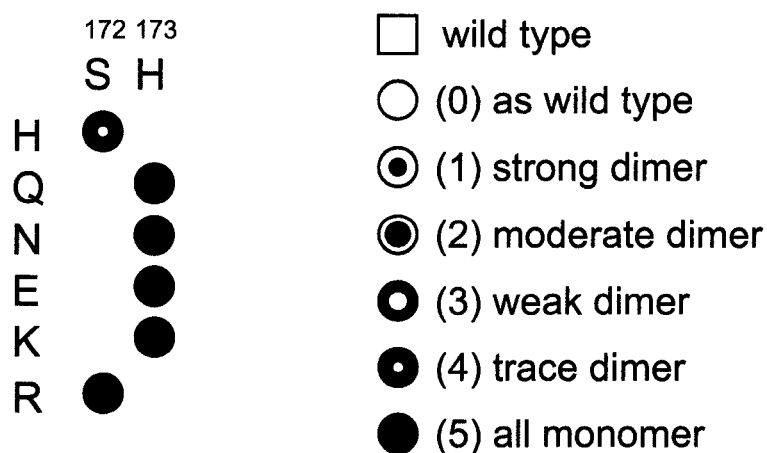 172 173
S H
H
Q
N
E
K
R
wild type
(0) as wild type
(1) strong dimer
(2) moderate dimer
(3) weak dimer
(4) trace dimer
(5) all monomer